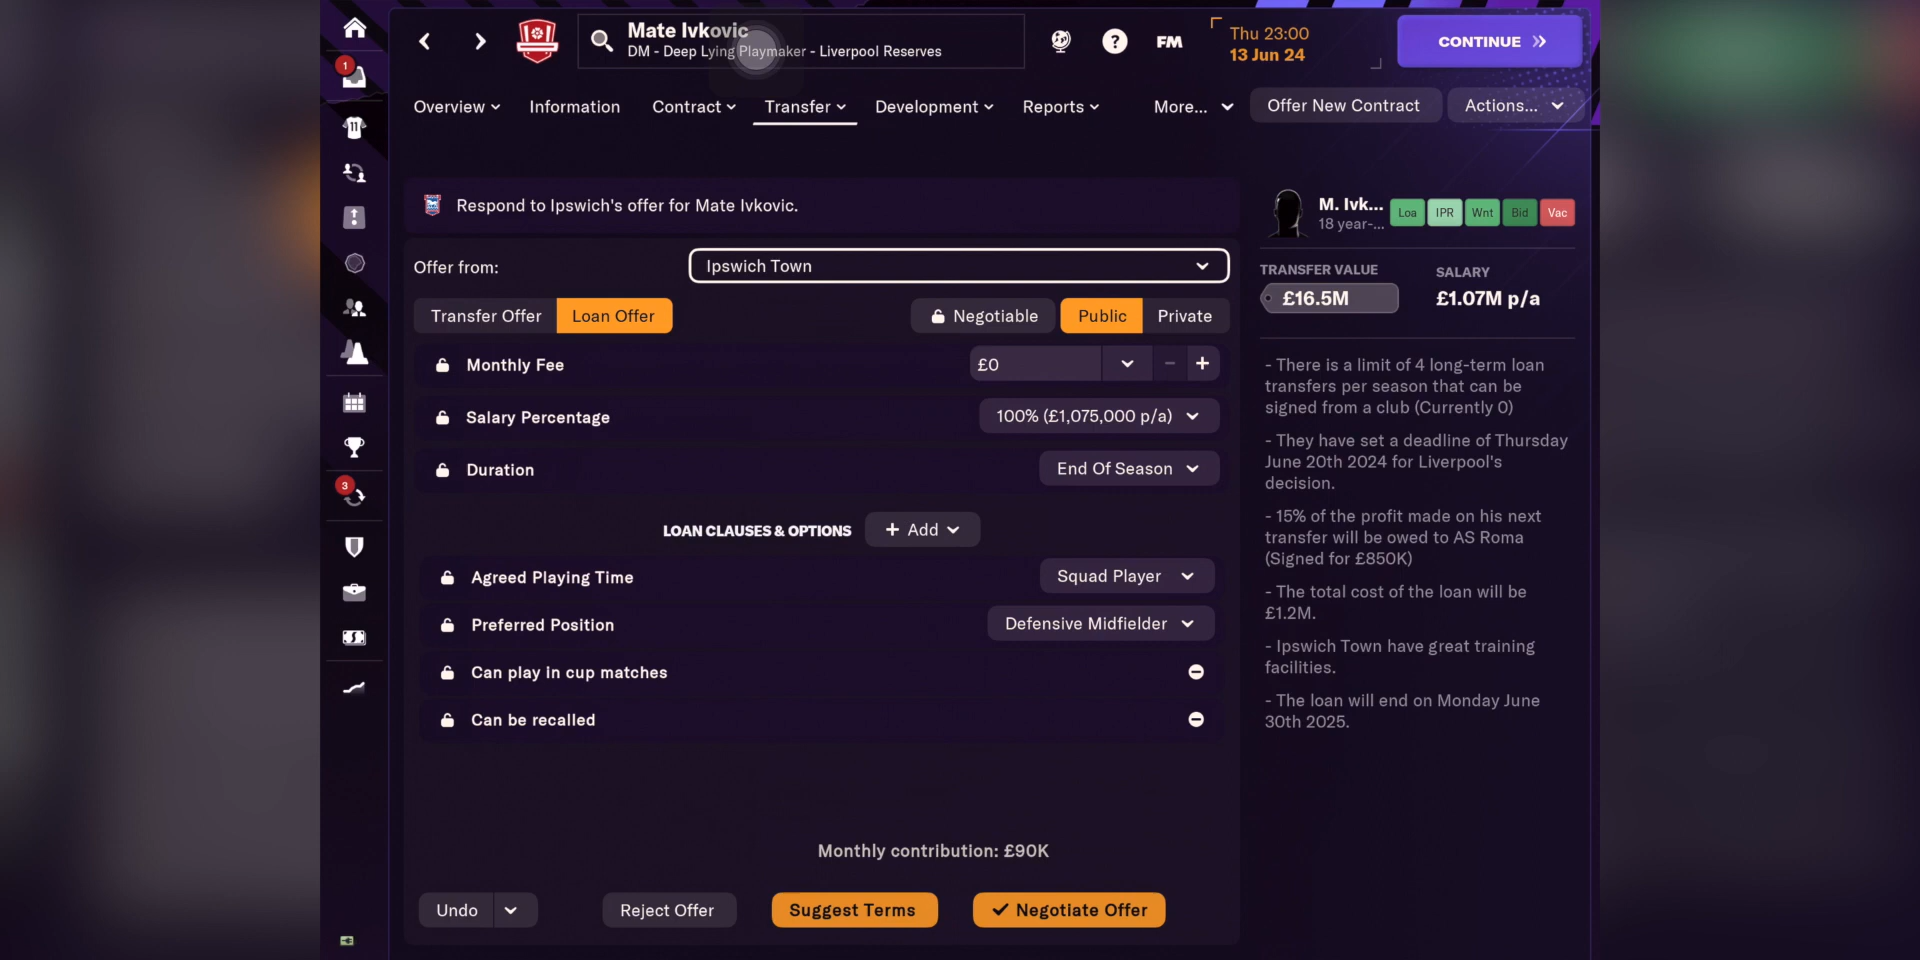 Mate Ivkovic
DM - Deep Lying Playmaker - Liverpool Reserves
FM
Thu 23:00
13 Jun 24
CONTINUE
1
Overview
Information
Contract
Transfer
Development
Reports
More...
Offer New Contract
Actions...
11
Respond to Ipswich's offer for Mate Ivkovic.
Offer from:
Ipswich Town
Transfer Offer
Loan Offer
Negotiable
Public
Private
Monthly Fee
£0
Salary Percentage
100% (£1,075,000 p/a)
Duration
End Of Season
3
LOAN CLAUSES & OPTIONS
Add
Agreed Playing Time
Squad Player
Preferred Position
Defensive Midfielder
Can play in cup matches
Can be recalled
Monthly contribution: £90K
Undo
Reject Offer
Suggest Terms
Negotiate Offer
M. Ivk...
18 year-...
Loa
IPR
Wnt
Bid
Vac
TRANSFER VALUE
£16.5M
SALARY
£1.07M p/a
- There is a limit of 4 long-term loan
transfers per season that can be
signed from a club (Currently 0)
- They have set a deadline of Thursday
June 20th 2024 for Liverpool's
decision.
- 15% of the profit made on his next
transfer will be owed to AS Roma
(Signed for £850K)
- The total cost of the loan will be
£1.2M.
- Ipswich Town have great training
facilities.
- The loan will end on Monday June
30th 2025.